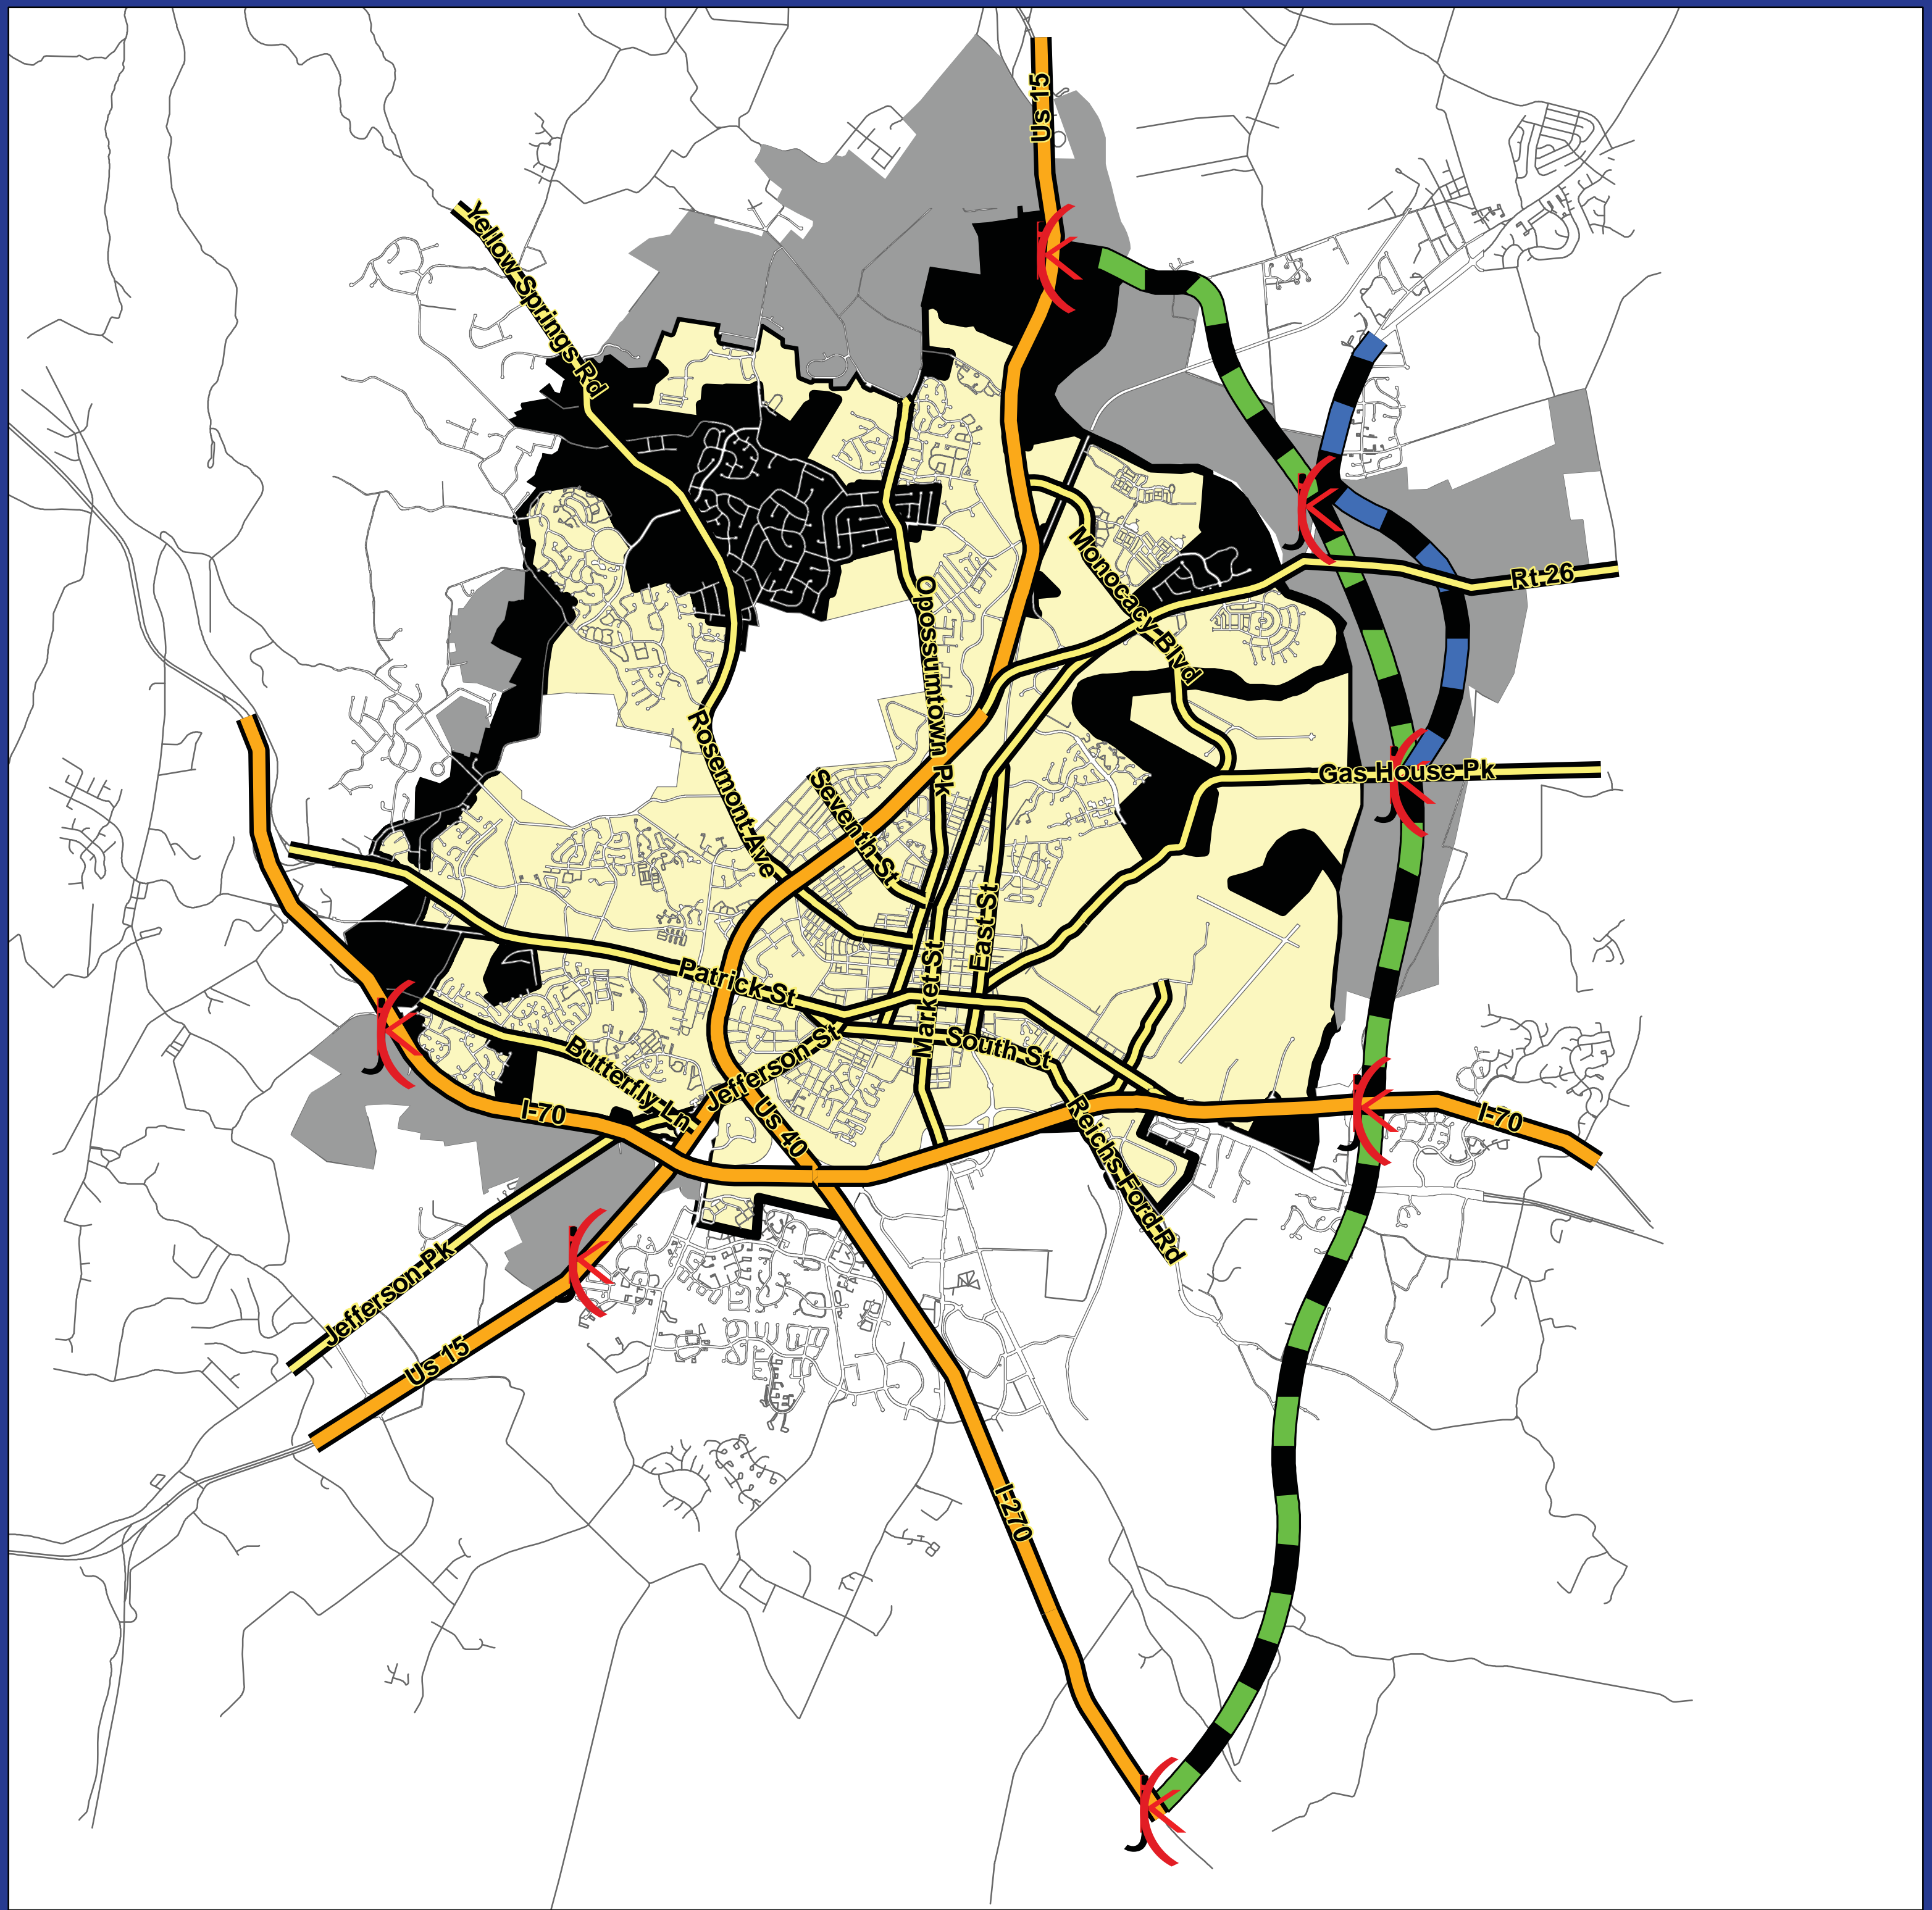 Us 15
Yellow Springs Rd
Monocacy Blvd
Rt 26
Opossumtown Pk
Rosemont Ave
Seventh St
Gas House Pk
East St
Market St
Patrick St
South St
Jefferson St
Butterfly Ln
I-70
Us 40
Reichs Ford Rd
I-70
Jefferson Pk
Us 15
I-270